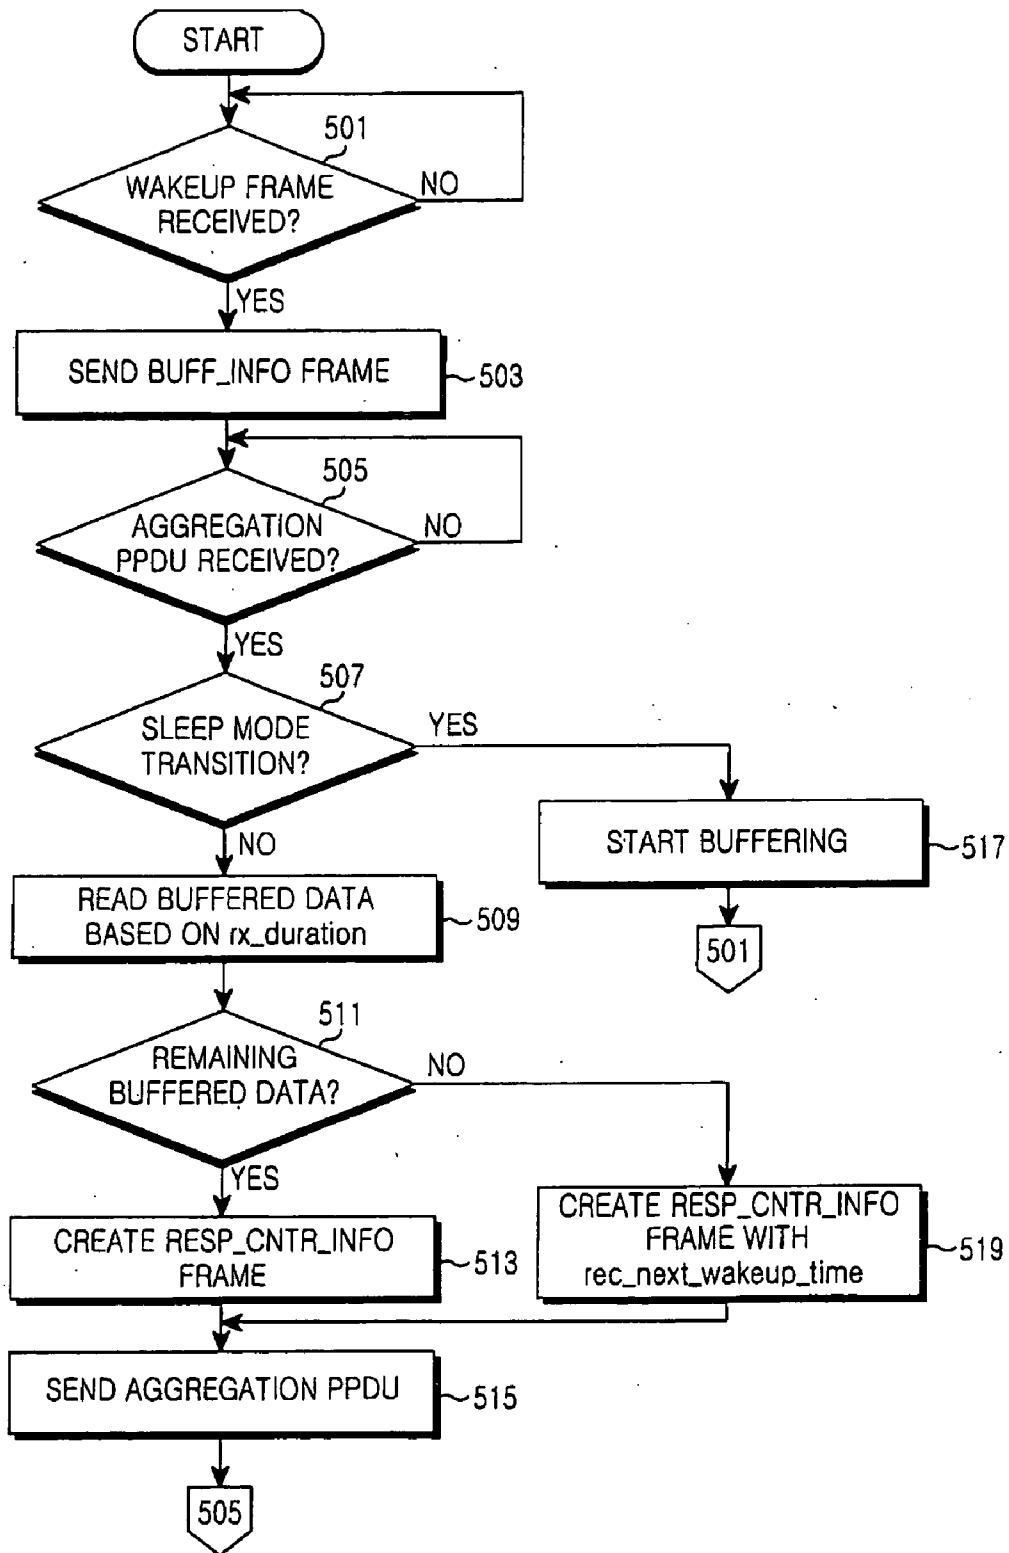 START
501
WAKEUP FRAME
RECEIVED?
NO
YES
SEND BUFF_INFO FRAME
503
505
AGGREGATION
PPDU RECEIVED?
NO
YES
507
SLEEP MODE
TRANSITION?
YES
NO
START BUFFERING
517
501
READ BUFFERED DATA
BASED ON rx_duration
509
511
REMAINING
BUFFERED DATA?
NO
YES
CREATE RESP_CNTR_INFO
FRAME
513
CREATE RESP_CNTR_INFO
FRAME WITH
rec_next_wakeup_time
519
SEND AGGREGATION PPDU
515
505